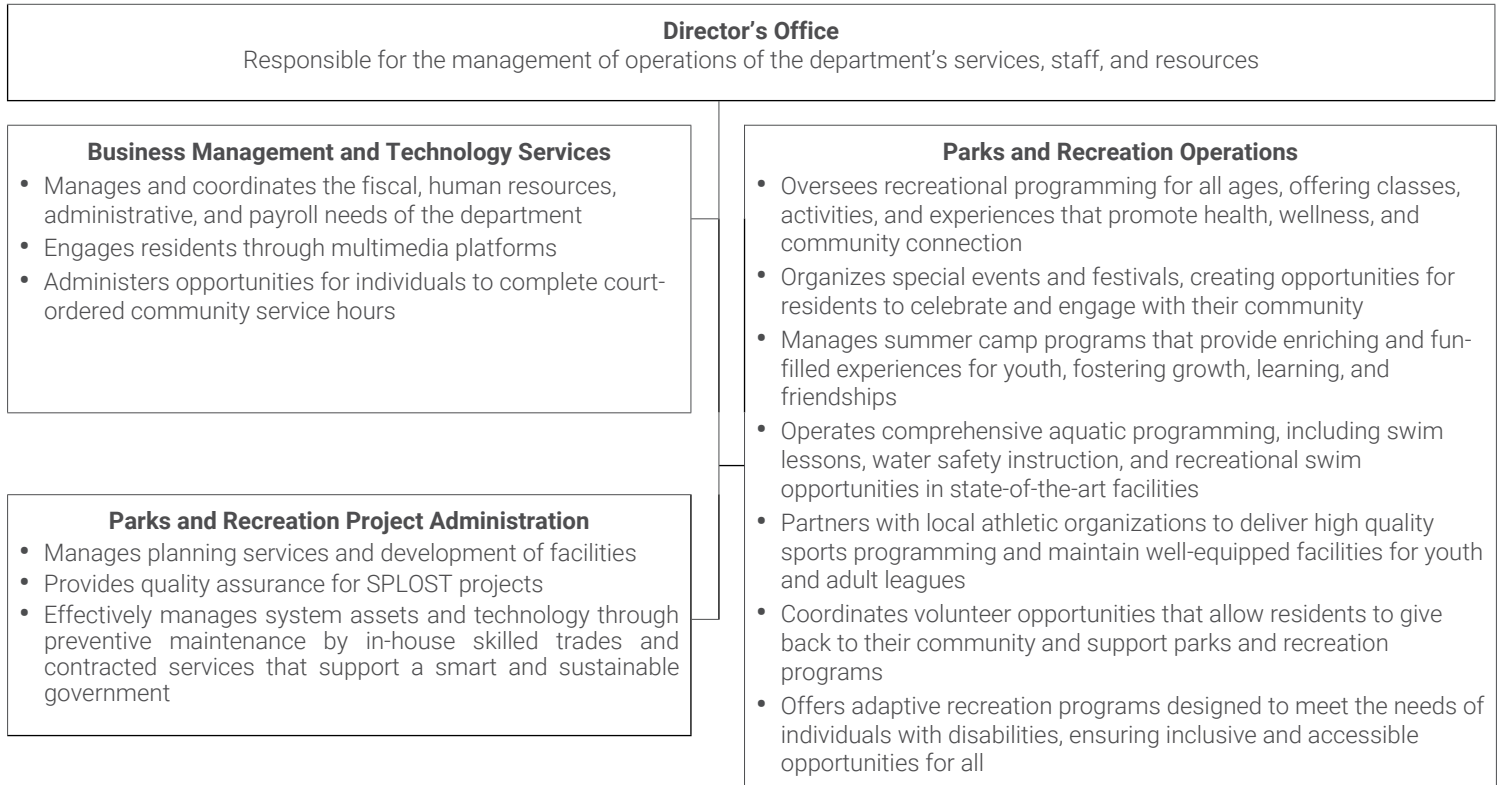 Director’s Office
Responsible for the management of operations of the department’s services, staff, and resources
Business Management and Technology Services
• Manages and coordinates the fiscal, human resources,
administrative, and payroll needs of the department
• Engages residents through multimedia platforms
• Administers opportunities for individuals to complete court-
ordered community service hours
Parks and Recreation Project Administration
• Manages planning services and development of facilities
• Provides quality assurance for SPLOST projects
• Effectively manages system assets and technology through
preventive maintenance by in-house skilled trades and
contracted services that support a smart and sustainable
government
Parks and Recreation Operations
• Oversees recreational programming for all ages, offering classes,
activities, and experiences that promote health, wellness, and
community connection
• Organizes special events and festivals, creating opportunities for
residents to celebrate and engage with their community
• Manages summer camp programs that provide enriching and fun-
filled experiences for youth, fostering growth, learning, and
friendships
• Operates comprehensive aquatic programming, including swim
lessons, water safety instruction, and recreational swim
opportunities in state-of-the-art facilities
• Partners with local athletic organizations to deliver high quality
sports programming and maintain well-equipped facilities for youth
and adult leagues
• Coordinates volunteer opportunities that allow residents to give
back to their community and support parks and recreation
programs
• Offers adaptive recreation programs designed to meet the needs of
individuals with disabilities, ensuring inclusive and accessible
opportunities for all